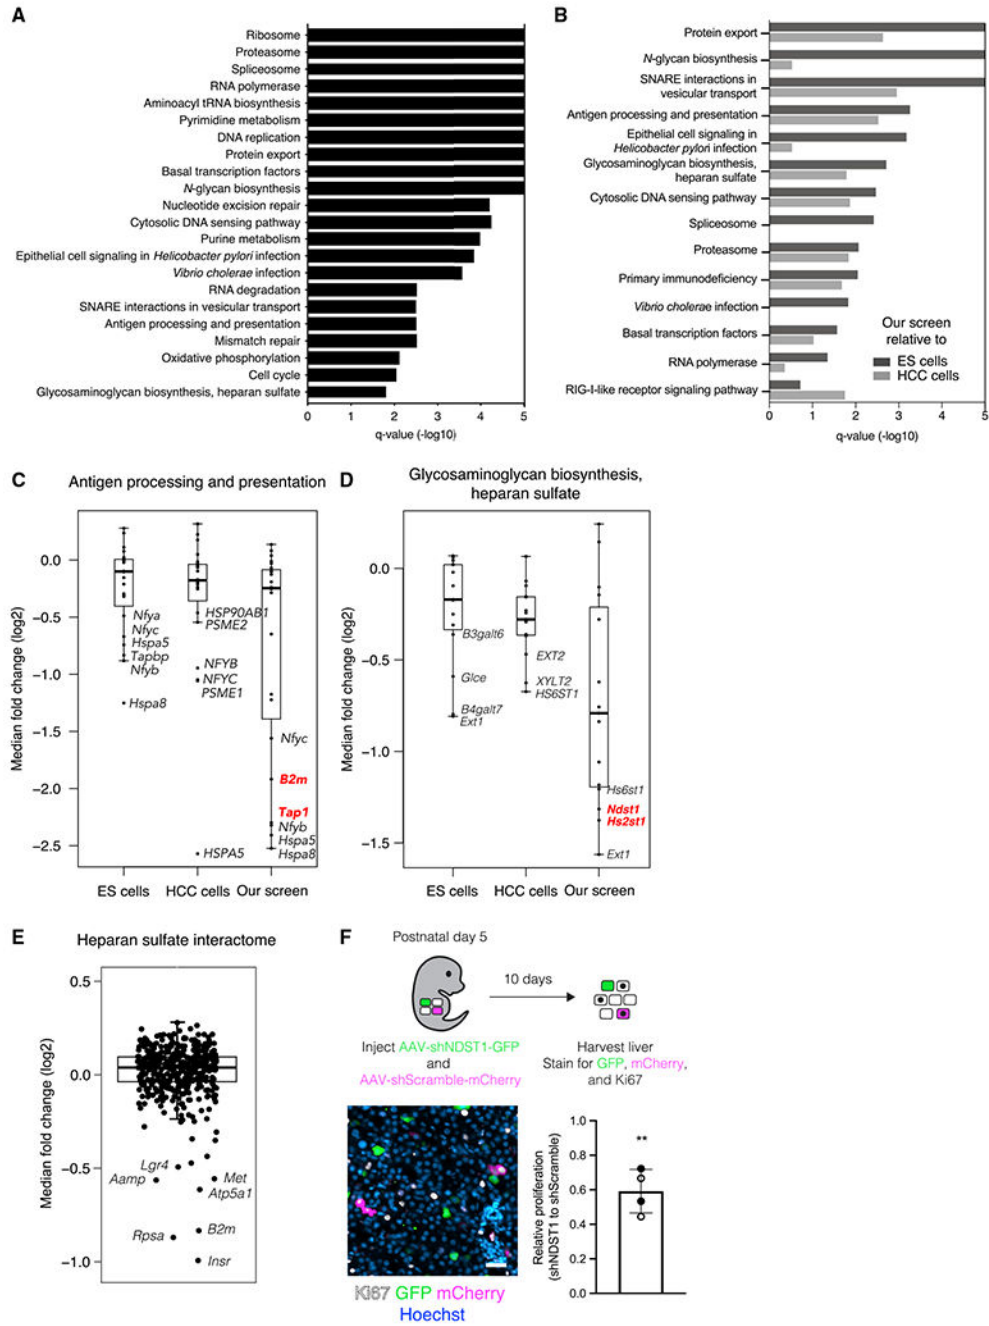 A
Ribosome
Proteasome
Spliceosome
RNA polymerase
Aminoacyl tRNA biosynthesis
Pyrimidine metabolism
DNA replication
Protein export
Basal transcription factors
N-glycan biosynthesis
Nucleotide excision repair
Cytosolic DNA sensing pathway
Purine metabolism
Epithelial cell signaling in Helicobacter pylori infection
Vibrio cholerae infection
RNA degradation
SNARE interactions in vesicular transport
Antigen processing and presentation
Mismatch repair
Oxidative phosphorylation
Cell cycle
Glycosaminoglycan biosynthesis, heparan sulfate
0 1 2 3 4 5
q-value (-log10)
B
Protein export
N-glycan biosynthesis
SNARE interactions in
vesicular transport
Antigen processing and presentation
Epithelial cell signaling in
Helicobacter pylori infection
Glycosaminoglycan biosynthesis,
heparan sulfate
Cytosolic DNA sensing pathway
Spliceosome
Proteasome
Primary immunodeficiency
Vibrio cholerae infection
Basal transcription factors
RNA polymerase
RIG-I-like receptor signaling pathway
Our screen
relative to
ES cells
HCC cells
0 1 2 3 4 5
q-value (-log10)
C
Antigen processing and presentation
Median fold change (log2)
0.0
−0.5
−1.0
−1.5
−2.0
−2.5
Nfya
Nfyc
Hspa5
Tapbp
Nfyb
Hspa8
HSP90AB1
PSME2
NFYB
NFYC
PSME1
HSPA5
Nfyc
B2m
Tap1
Nfyb
Hspa5
Hspa8
ES cells HCC cells Our screen
D
Glycosaminoglycan biosynthesis,
heparan sulfate
Median fold change (log2)
0.0
−0.5
−1.0
−1.5
B3galt6
Glce
B4galt7
Ext1
EXT2
XYLT2
HS6ST1
Hs6st1
Ndst1
Hs2st1
Ext1
ES cells HCC cells Our screen
E
Heparan sulfate interactome
Median fold change (log2)
0.5
0.0
−0.5
−1.0
Lgr4
Aamp
Met
Atp5a1
Rpsa
B2m
Insr
F
Postnatal day 5
10 days
Inject AAV-shNDST1-GFP
and
AAV-shScramble-mCherry
Harvest liver
Stain for GFP, mCherry,
and Ki67
Ki67 GFP mCherry
Hoechst
Relative proliferation
(shNDST1 to shScramble)
1.0
0.8
0.6
0.4
0.2
0.0
**